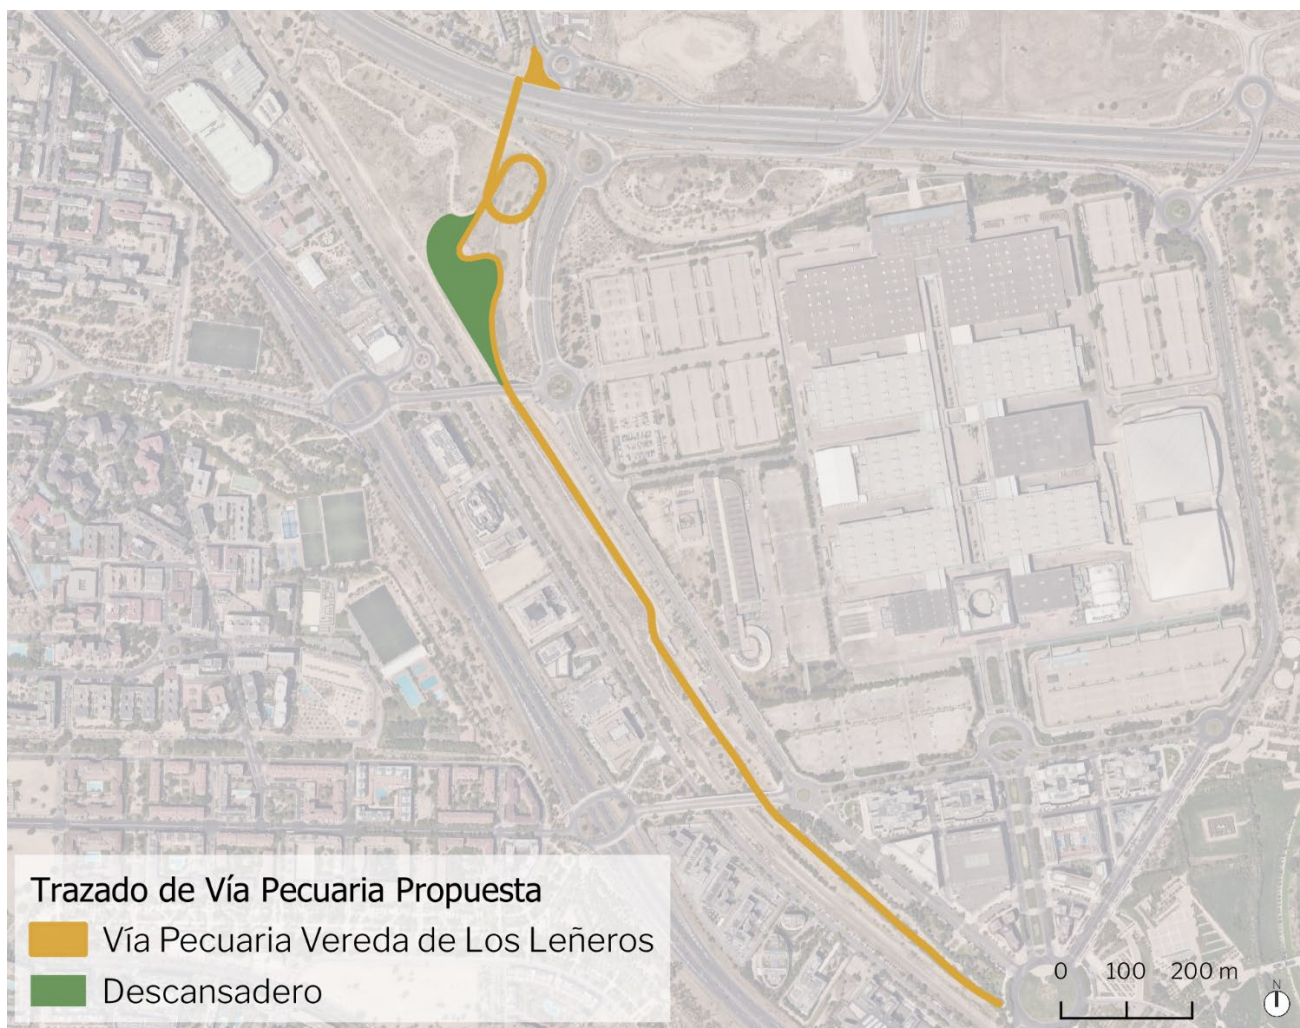 Trazado de Vía Pecuaria Propuesta
Vía Pecuaria Vereda de Los Leñeros
Descansadero
0 100 200 m
N